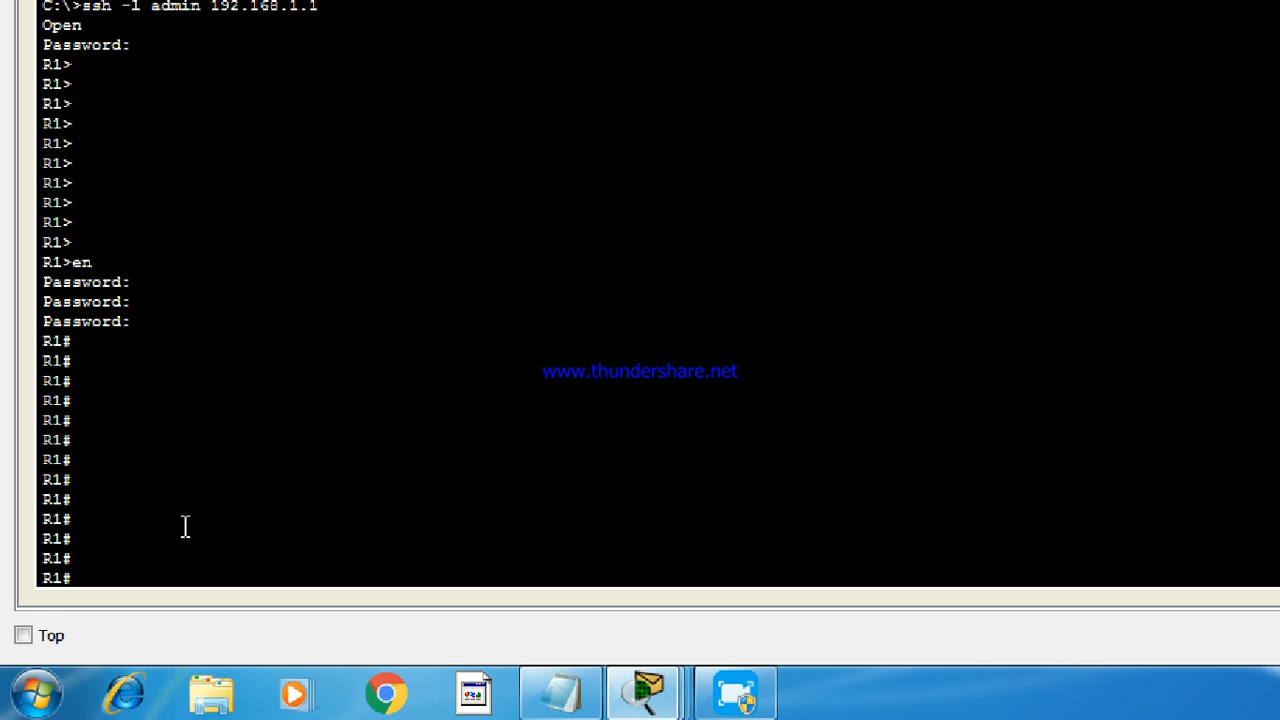 C:\>ssh -l admin 192.168.1.1
Open
Password:
R1>
R1>
R1>
R1>
R1>
R1>
R1>
R1>
R1>
R1>
R1>en
Password:
Password:
Password:
R1#
R1#
www.thundershare.net
R1#
R1#
R1#
R1#
R1#
R1#
R1#
R1#
R1#
R1#
R1#
Top